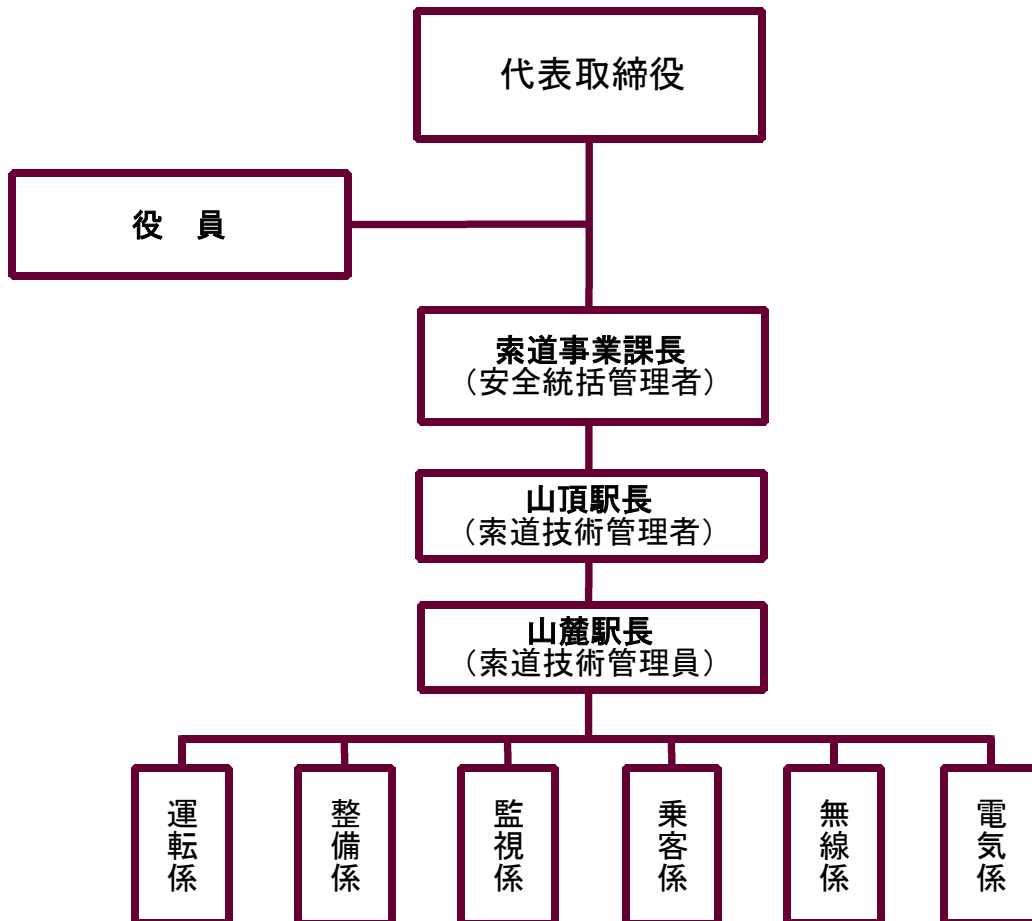 代表取締役
役　員
索道事業課長
（安全統括管理者）
山頂駅長
（索道技術管理者）
山麓駅長
（索道技術管理員）
運転係
整備係
監視係
乗客係
無線係
電気係